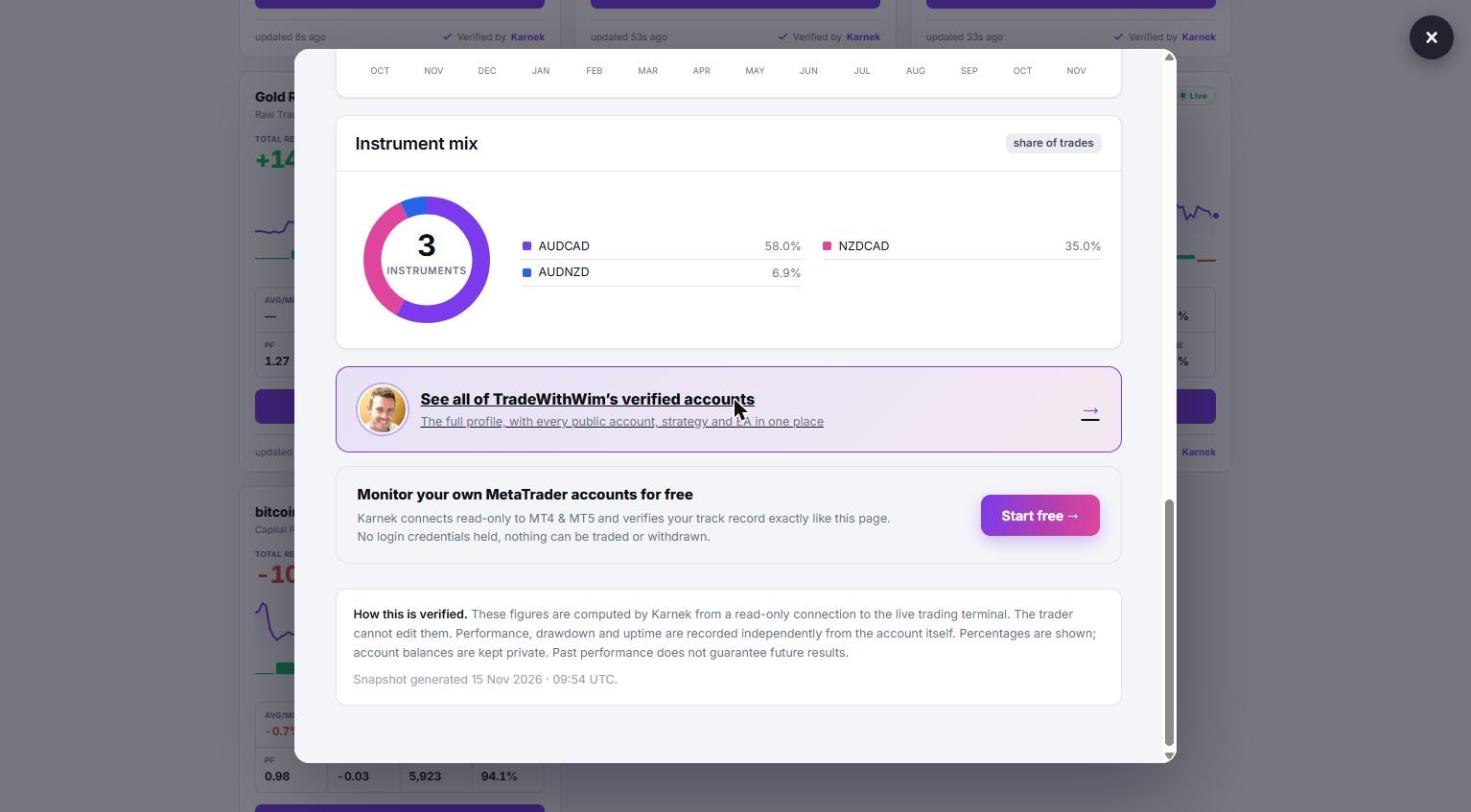 updated 8s ago
Verified by Karnek
updated 53s ago
Verified by Karnek
updated 33s ago
Verified by Karnek
×
OCT NOV DEC JAN FEB MAR APR MAY JUN JUL AUG SEP OCT NOV
Gold
Live
TOTAL
+14
Instrument mix
share of trades
3
INSTRUMENTS
AUDCAD 58.0%
NZDCAD 35.0%
AUDNZD 6.9%
—
%
PF
1.27
%
See all of TradeWithWim's verified accounts
The full profile, with every public account, strategy and EA in one place
→
updated
Karnek
Monitor your own MetaTrader accounts for free
Karnek connects read-only to MT4 & MT5 and verifies your track record exactly like this page.
No login credentials held, nothing can be traded or withdrawn.
Start free →
Capital
TOTAL
-10
How this is verified. These figures are computed by Karnek from a read-only connection to the live trading terminal. The trader
cannot edit them. Performance, drawdown and uptime are recorded independently from the account itself. Percentages are shown;
account balances are kept private. Past performance does not guarantee future results.
Snapshot generated 15 Nov 2026 · 09:54 UTC.
PF
0.98
-0.03
5,923
94.1%